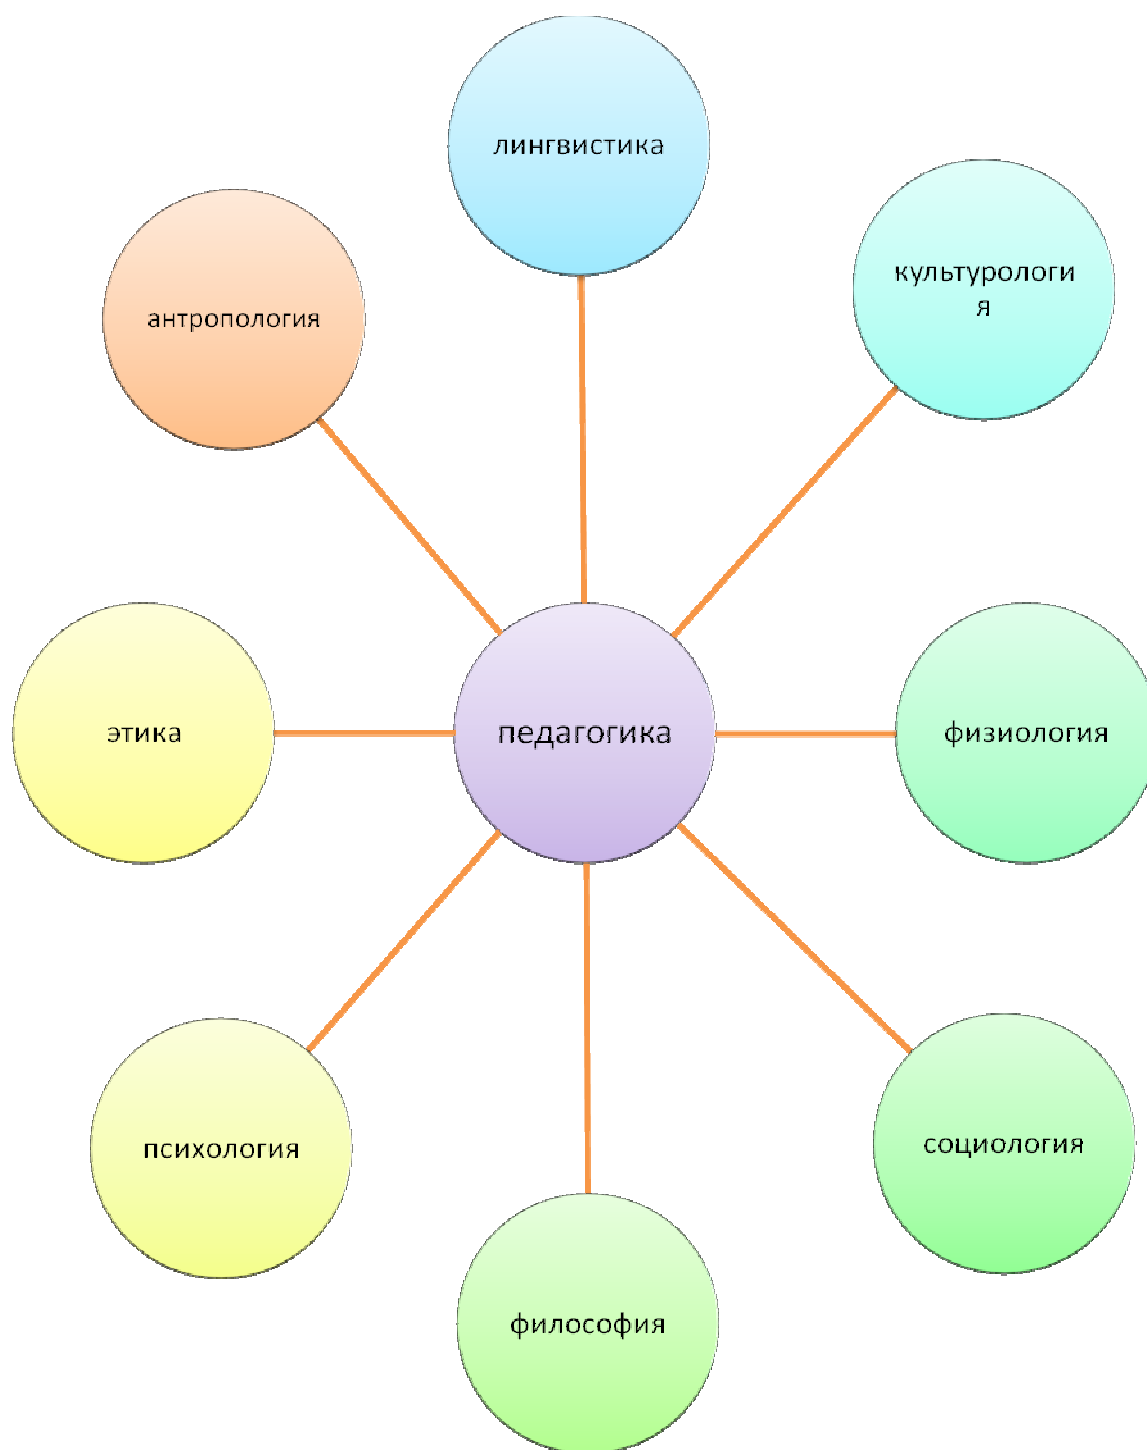 лингвистика
культурологи
я
антропология
этика
педагогика
физиология
психология
социология
философия